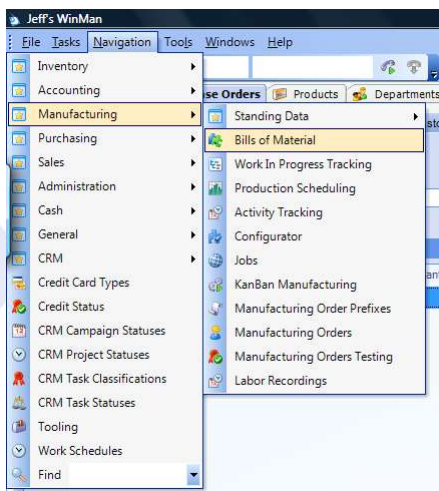 Jeff's WinMan
File Tasks Navigation Tools Windows Help
Inventory
Accounting
Manufacturing
Purchasing
Sales
Administration
Cash
General
CRM
Credit Card Types
Credit Status
CRM Campaign Statuses
CRM Project Statuses
CRM Task Classifications
CRM Task Statuses
Tooling
Work Schedules
Find
Orders Products Departments
Standing Data
Bills of Material
Work In Progress Tracking
Production Scheduling
Activity Tracking
Configurator
Jobs
KanBan Manufacturing
Manufacturing Order Prefixes
Manufacturing Orders
Manufacturing Orders Testing
Labor Recordings